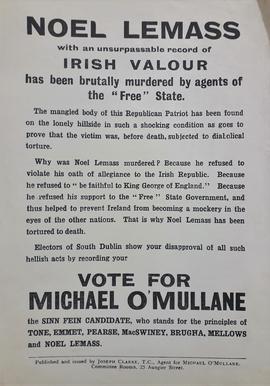 NOEL LEMASS
with an unsurpassable record of
IRISH VALOUR
has been brutally murdered by agents of
the "Free" State.
The mangled body of this Republican Patriot has been found
on the lonely hillside in such a shocking condition as goes to
prove that the victim was, before death, subjected to diabolical
torture.
Why was Noel Lemass murdered? Because he refused to
violate his oath of allegiance to the Irish Republic. Because
he refused to "be faithful to King George of England." Because
he refused his support to the "Free" State Government, and
thus helped to prevent Ireland from becoming a mockery in the
eyes of the other nations. That is why Noel Lemass has been
tortured to death.
Electors of South Dublin show your disapproval of all such
hellish acts by recording your
VOTE FOR
MICHAEL O'MULLANE
the SINN FEIN CANDIDATE, who stands for the principles of
TONE, EMMET, PEARSE, MacSWINEY, BRUGHA, MELLOWS
and NOEL LEMASS.
Published and issued by JOSEPH CLARKE, T.C., Agent for MICHAEL O'MULLANE.
Committee Rooms, 23 Aungier Street.